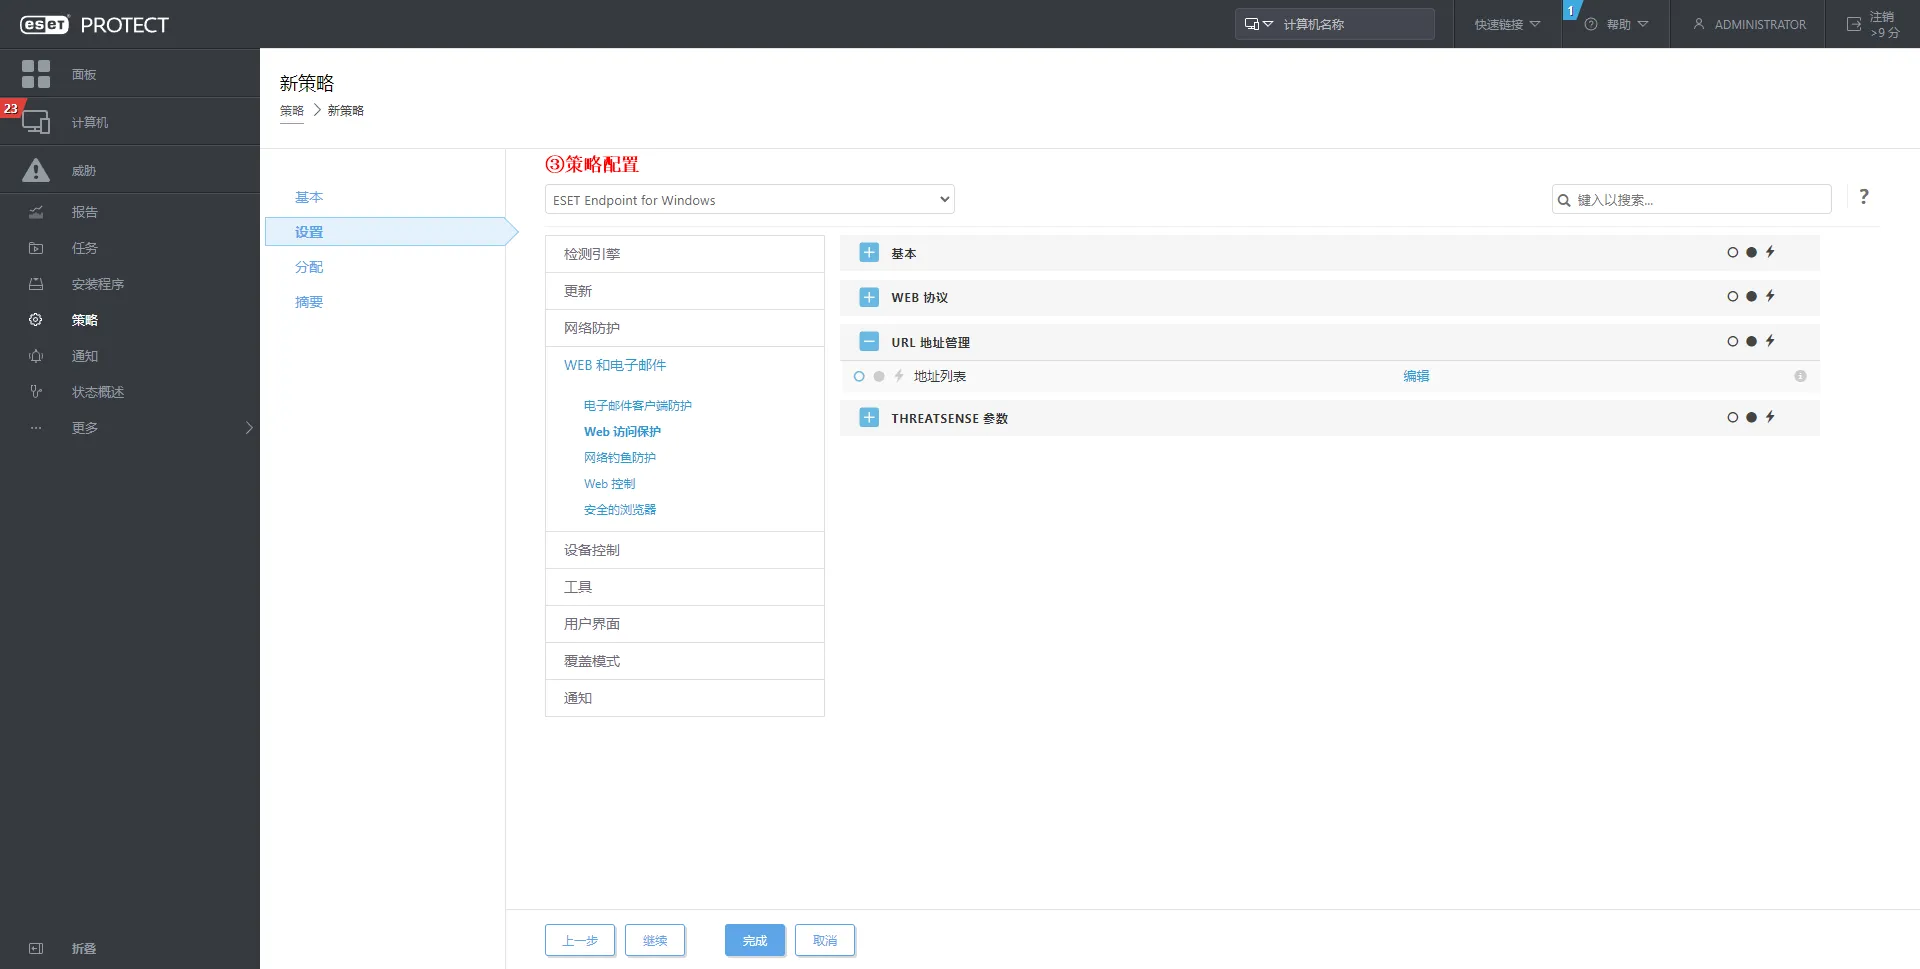 eset PROTECT
计算机名称
快速链接
1
帮助
ADMINISTRATOR
注销
>9 分
面板
23
计算机
威胁
报告
任务
安装程序
策略
通知
状态概述
更多
折叠
新策略
策略 > 新策略
基本
设置
分配
摘要
③策略配置
ESET Endpoint for Windows
键入以搜索...
?
检测引擎
更新
网络防护
WEB 和电子邮件
电子邮件客户端防护
Web 访问保护
网络钓鱼防护
Web 控制
安全的浏览器
设备控制
工具
用户界面
覆盖模式
通知
基本
WEB 协议
URL 地址管理
地址列表
编辑
THREATSENSE 参数
上一步
继续
完成
取消